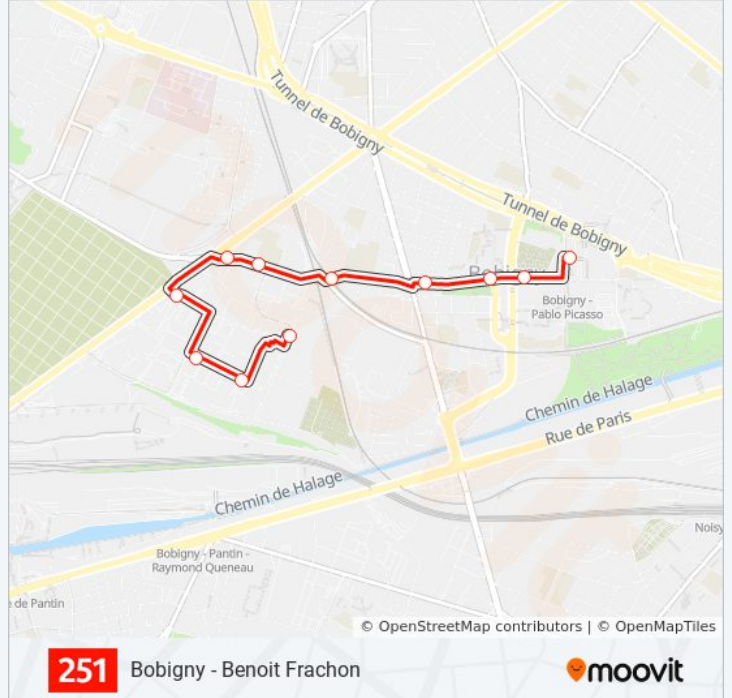 Tunnel de Bobigny
Tunnel de Bobigny
Bobigny
Bobigny -
Pablo Picasso
Chemin de Halage
Rue de Paris
Chemin de Halage
Noisy
Bobigny - Pantin -
Raymond Queneau
e de Pantin
© OpenStreetMap contributors | © OpenMapTiles
251 Bobigny - Benoit Frachon
moovit